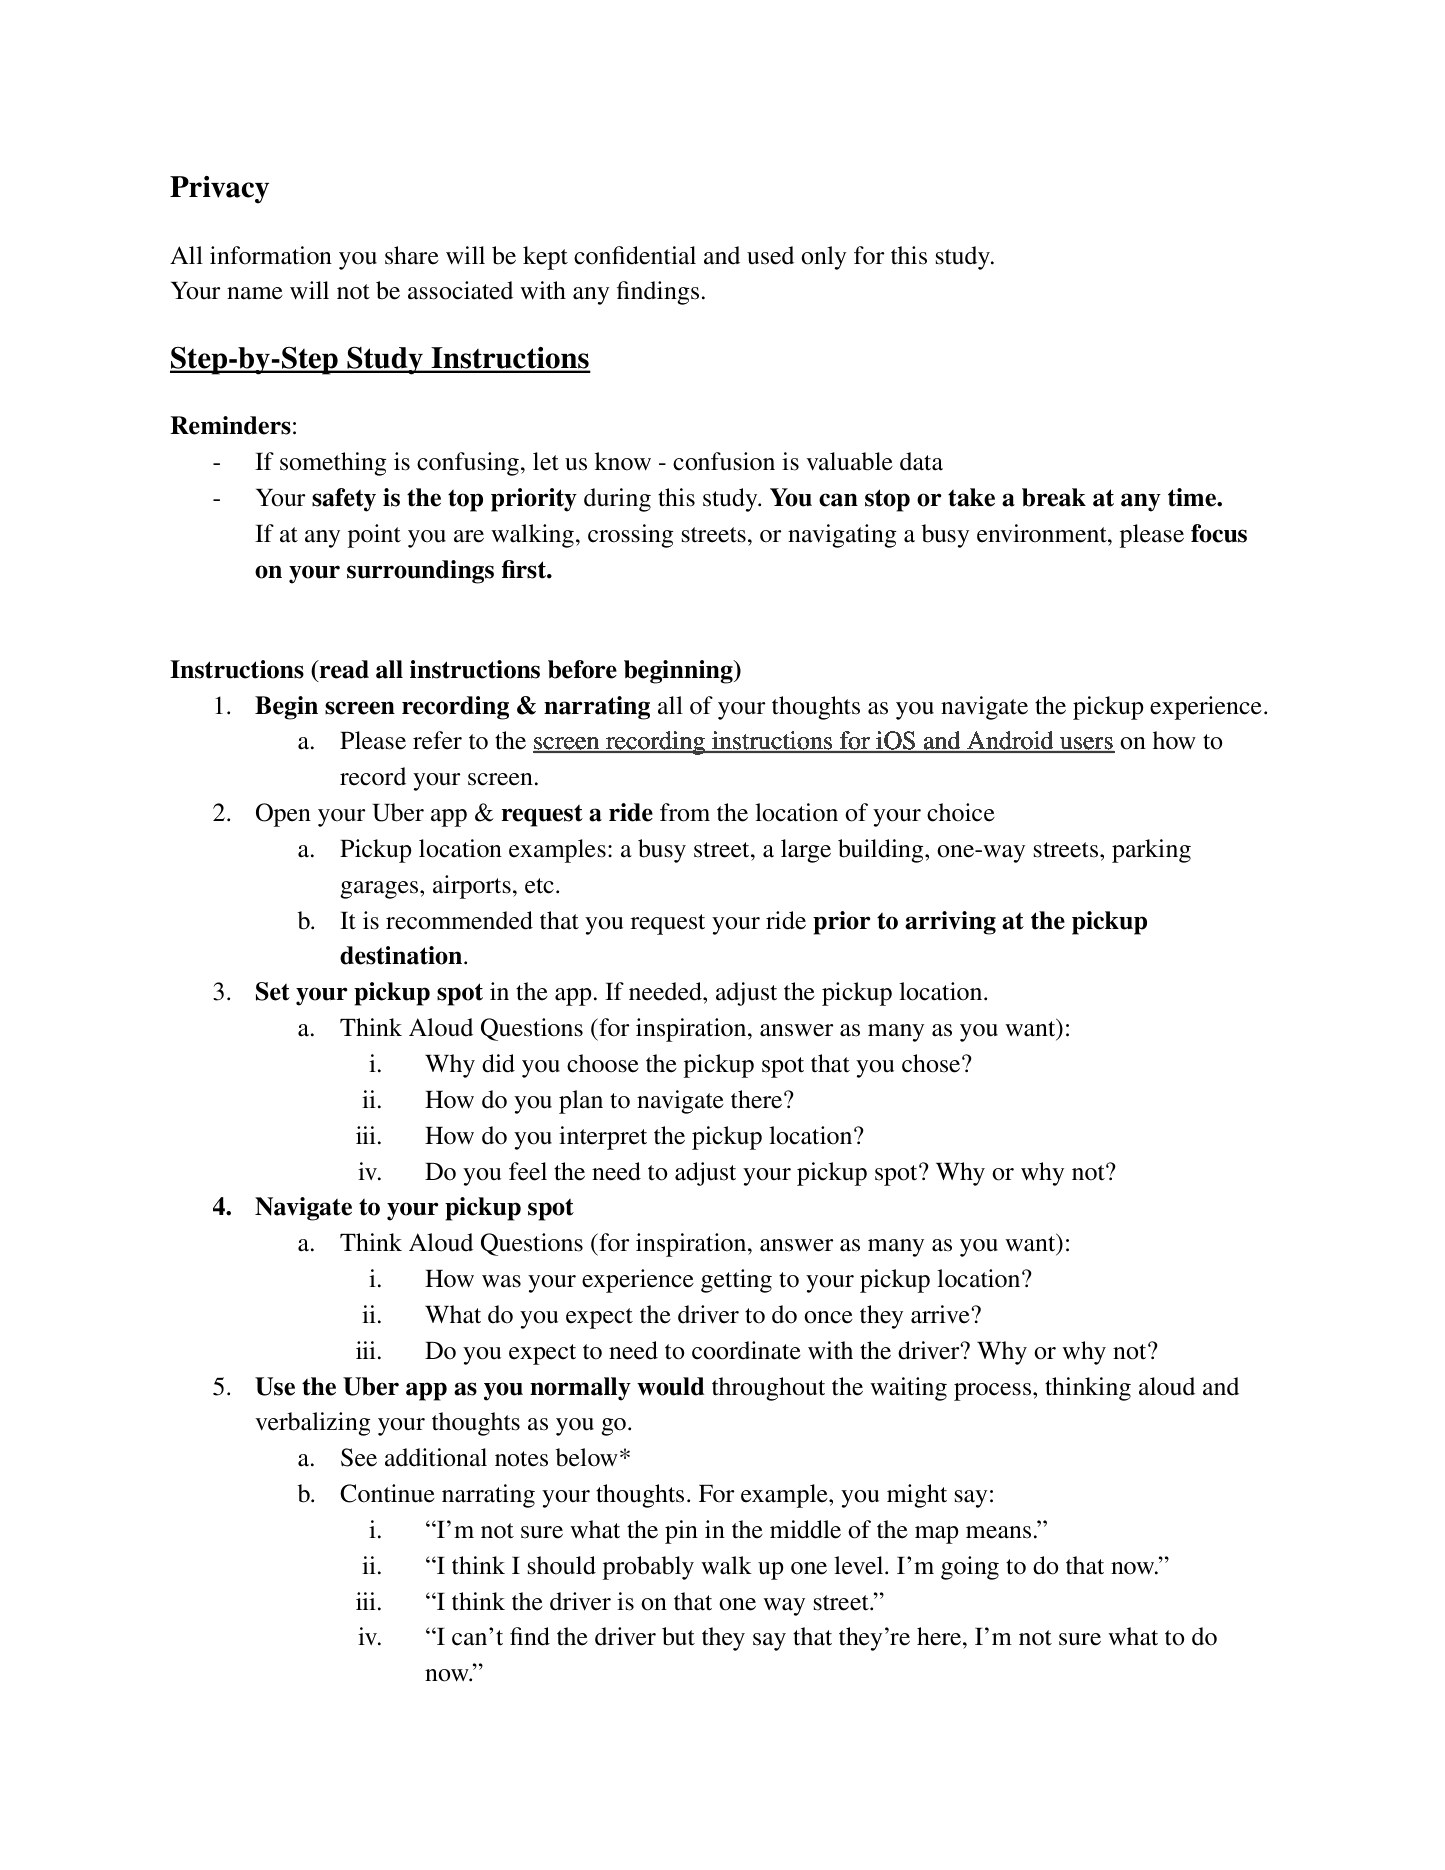 Privacy
All information you share will be kept confidential and used only for this study.
Your name will not be associated with any findings.
Step-by-Step Study Instructions
Reminders:
- If something is confusing, let us know - confusion is valuable data
- Your safety is the top priority during this study. You can stop or take a break at any time.
If at any point you are walking, crossing streets, or navigating a busy environment, please focus
on your surroundings first.
Instructions (read all instructions before beginning)
1. Begin screen recording & narrating all of your thoughts as you navigate the pickup experience.
a. Please refer to the screen recording instructions for iOS and Android users on how to
record your screen.
2. Open your Uber app & request a ride from the location of your choice
a. Pickup location examples: a busy street, a large building, one-way streets, parking
garages, airports, etc.
b. It is recommended that you request your ride prior to arriving at the pickup
destination.
3. Set your pickup spot in the app. If needed, adjust the pickup location.
a. Think Aloud Questions (for inspiration, answer as many as you want):
i. Why did you choose the pickup spot that you chose?
ii. How do you plan to navigate there?
iii. How do you interpret the pickup location?
iv. Do you feel the need to adjust your pickup spot? Why or why not?
4. Navigate to your pickup spot
a. Think Aloud Questions (for inspiration, answer as many as you want):
i. How was your experience getting to your pickup location?
ii. What do you expect the driver to do once they arrive?
iii. Do you expect to need to coordinate with the driver? Why or why not?
5. Use the Uber app as you normally would throughout the waiting process, thinking aloud and
verbalizing your thoughts as you go.
a. See additional notes below*
b. Continue narrating your thoughts. For example, you might say:
i. “I’m not sure what the pin in the middle of the map means.”
ii. “I think I should probably walk up one level. I’m going to do that now.”
iii. “I think the driver is on that one way street.”
iv. “I can’t find the driver but they say that they’re here, I’m not sure what to do
now.”